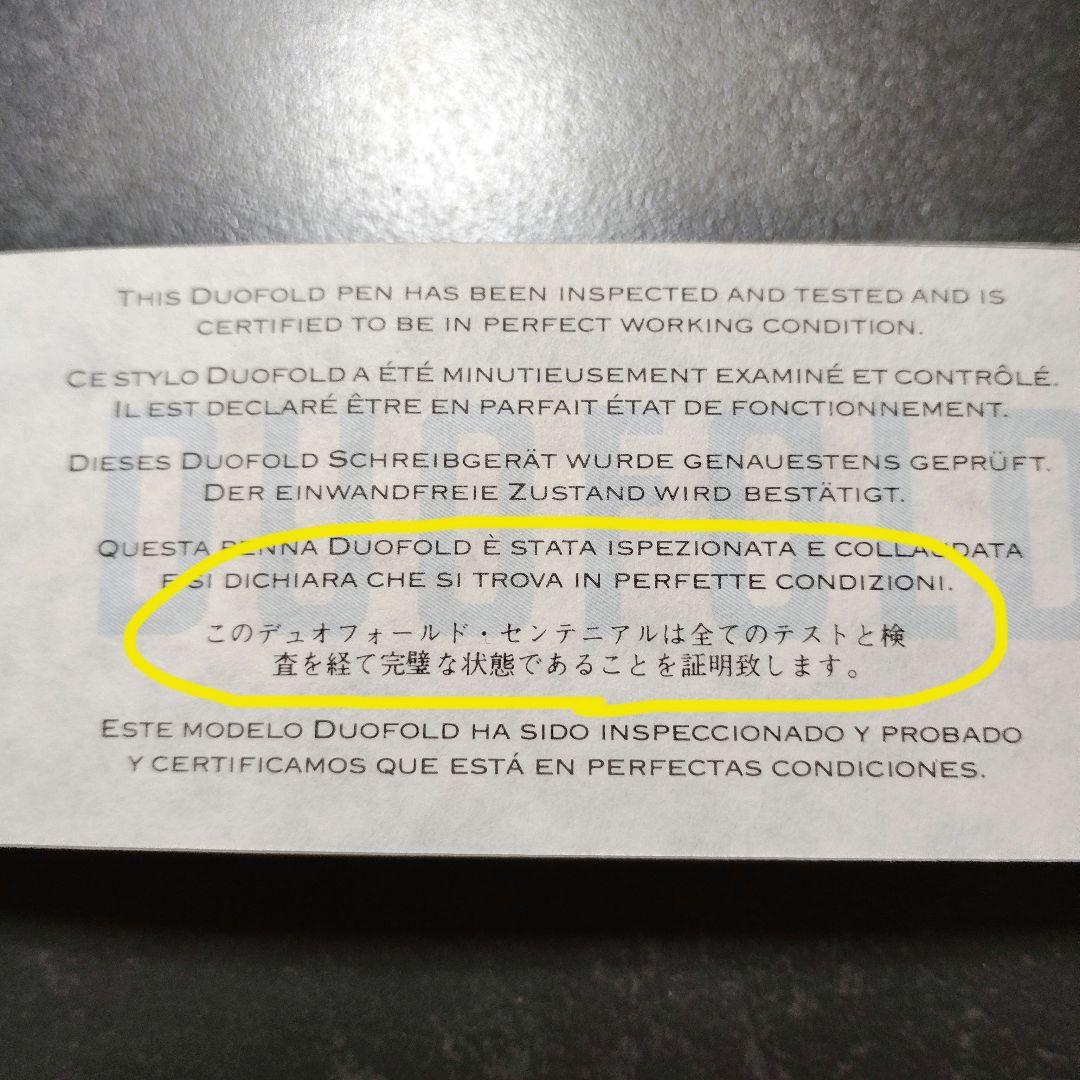 THIS DUOFOLD PEN HAS BEEN INSPECTED AND TESTED AND IS
CERTIFIED TO BE IN PERFECT WORKING CONDITION.
CE STYLO DUOFOLD A ÉTÉ MINUTIEUSEMENT EXAMINÉ ET CONTRÔLÉ.
IL EST DECLARÉ ÊTRE EN PARFAIT ÉTAT DE FONCTIONNEMENT.
DIESES DUOFOLD SCHREIBGERÄT WURDE GENAUESTENS GEPRÜFT.
DER EINWANDFREIE ZUSTAND WIRD BESTÄTIGT.
QUESTA PENNA DUOFOLD È STATA ISPEZIONATA E COLLAUDATA
E SI DICHIARA CHE SI TROVA IN PERFETTE CONDIZIONI.
このデュオフォールド・センテニアルは全てのテストと検
査を経て完璧な状態であることを証明致します。
ESTE MODELO DUOFOLD HA SIDO INSPECCIONADO Y PROBADO
Y CERTIFICAMOS QUE ESTÁ EN PERFECTAS CONDICIONES.
DUOFOLD